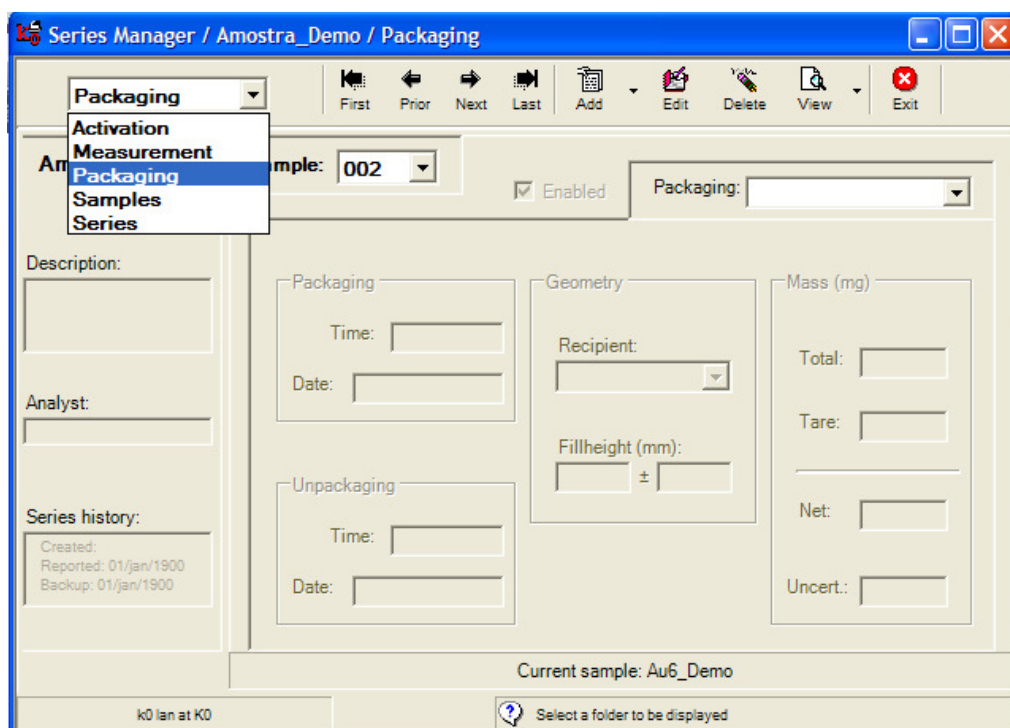 Series Manager / Amostra_Demo / Packaging
Packaging
First Prior Next Last Add Edit Delete View Exit
Activation
Measurement
Packaging
Samples
Series
002
Enabled
Packaging:
Description:
Analyst:
Series history:
Created:
Reported: 01/jan/1900
Backup: 01/jan/1900
Packaging
Time:
Date:
Unpackaging
Time:
Date:
Geometry
Recipient:
Fillheight (mm):
±
Mass (mg)
Total:
Tare:
Net:
Uncert.:
Current sample: Au6_Demo
k0 Ian at K0
Select a folder to be displayed